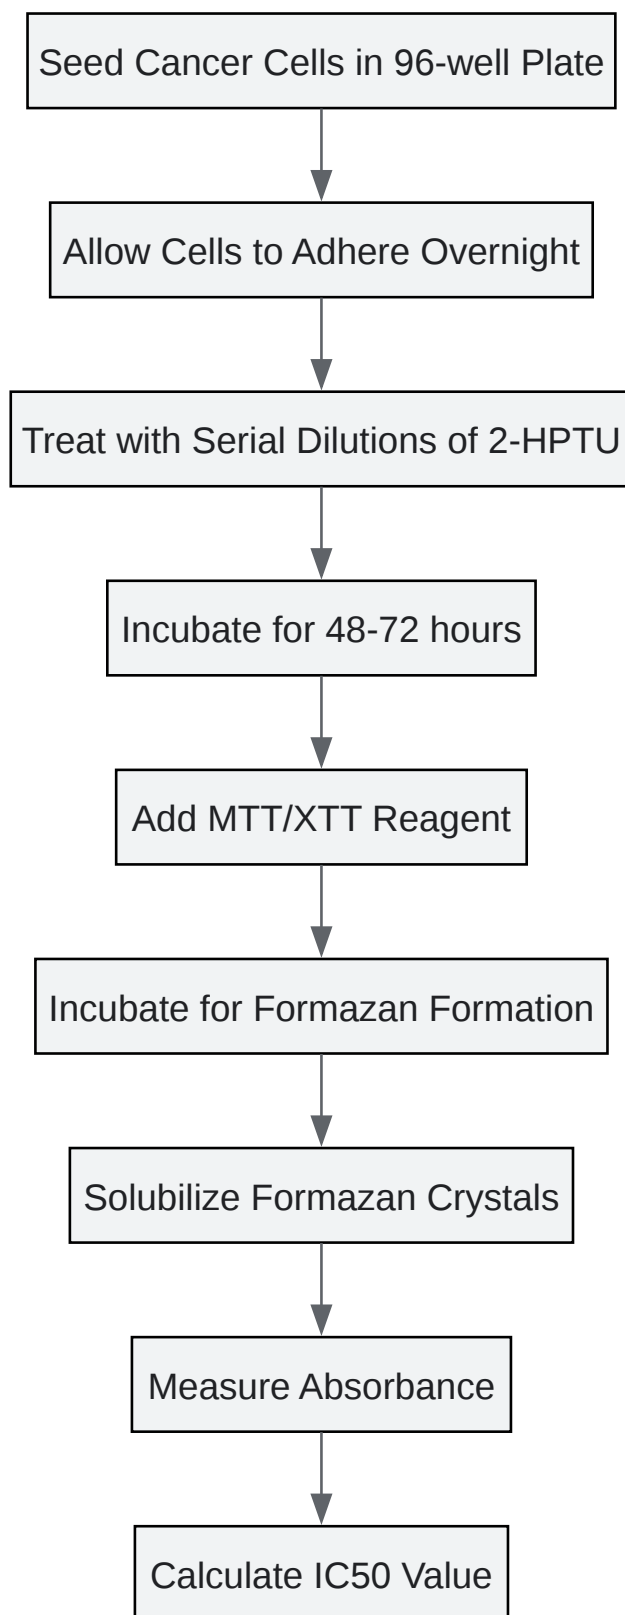 Seed Cancer Cells in 96-well Plate
Allow Cells to Adhere Overnight
Treat with Serial Dilutions of 2-HPTU
Incubate for 48-72 hours
Add MTT/XTT Reagent
Incubate for Formazan Formation
Solubilize Formazan Crystals
Measure Absorbance
Calculate IC50 Value